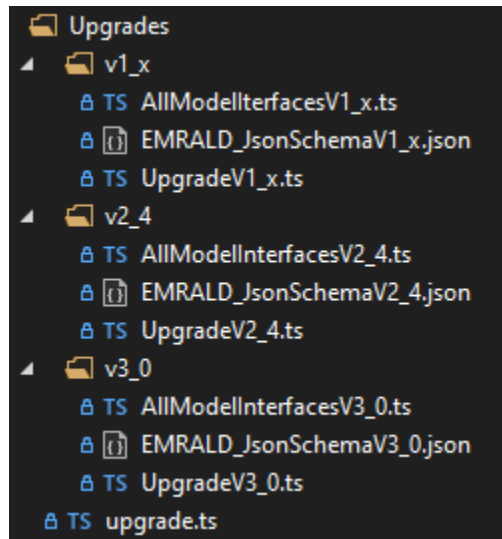 Upgrades
v1_x
TS AllModelIterfacesV1_x.ts
{} EMRALD_JsonSchemaV1_x.json
TS UpgradeV1_x.ts
v2_4
TS AllModelInterfacesV2_4.ts
{} EMRALD_JsonSchemaV2_4.json
TS UpgradeV2_4.ts
v3_0
TS AllModelInterfacesV3_0.ts
{} EMRALD_JsonSchemaV3_0.json
TS UpgradeV3_0.ts
TS upgrade.ts